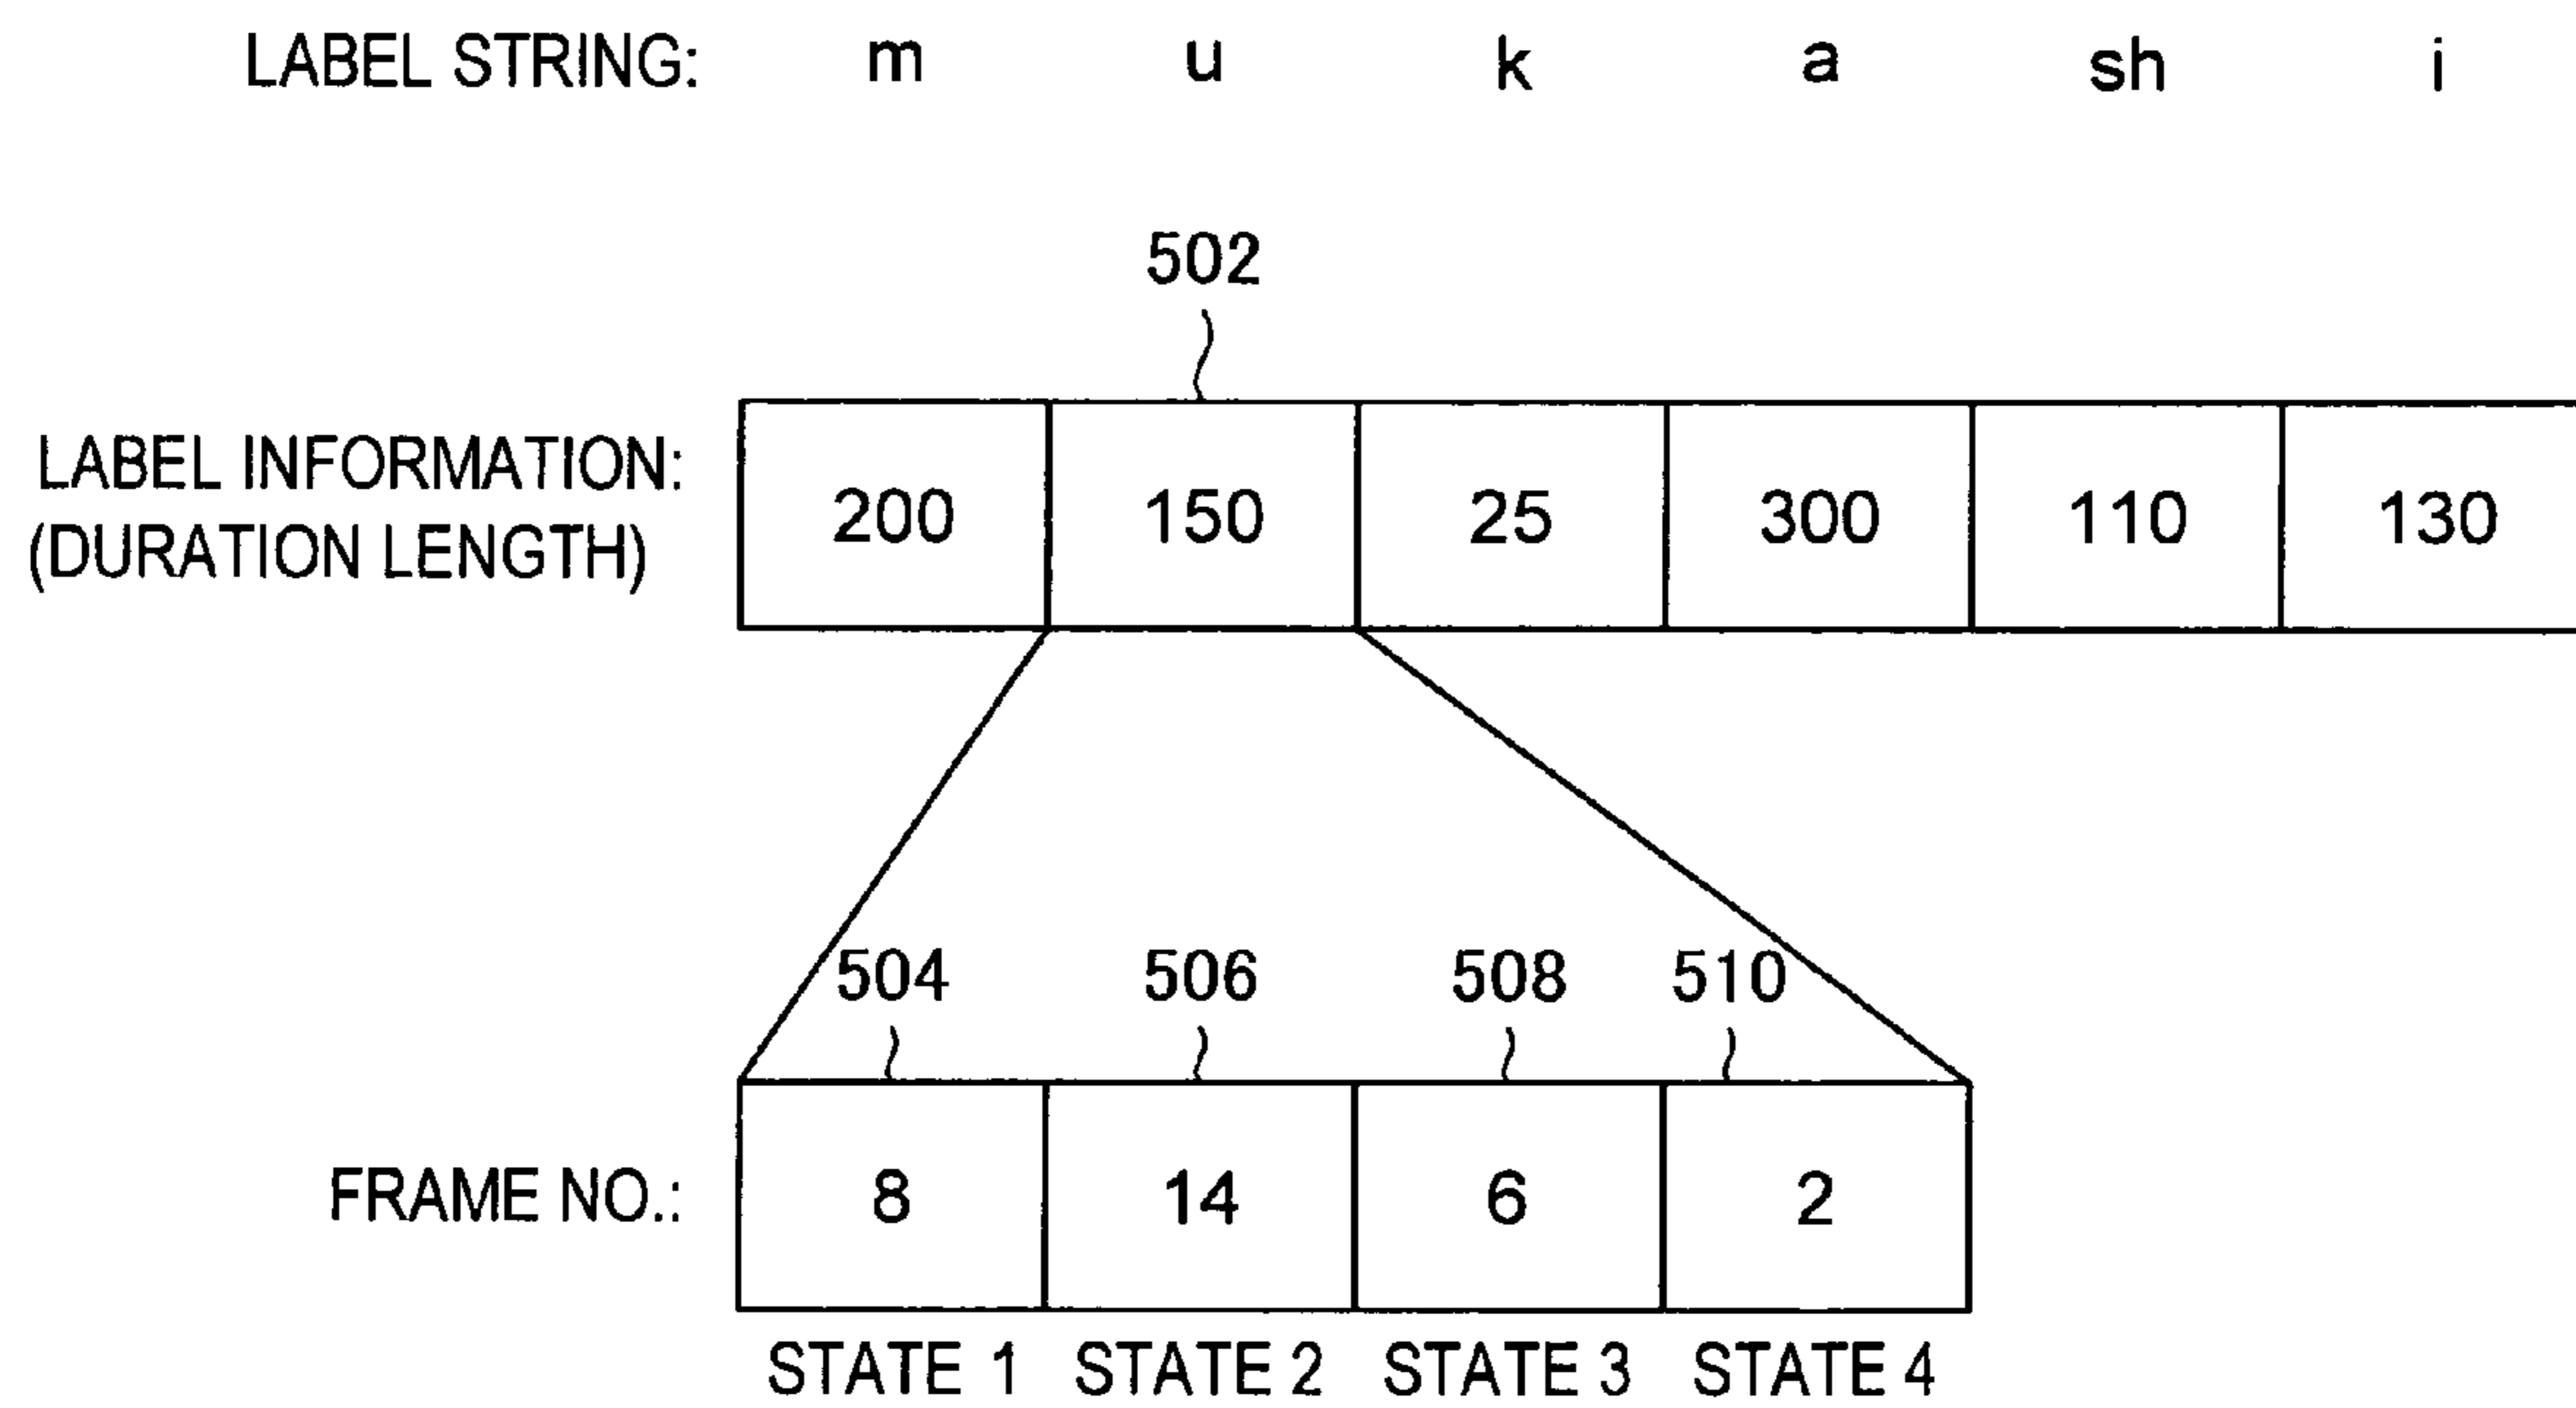 LABEL STRING: m u k a sh i
502
LABEL INFORMATION:
(DURATION LENGTH) 200 150 25 300 110 130
504 506 508 510
FRAME NO.: 8 14 6 2
STATE 1 STATE 2 STATE 3 STATE 4